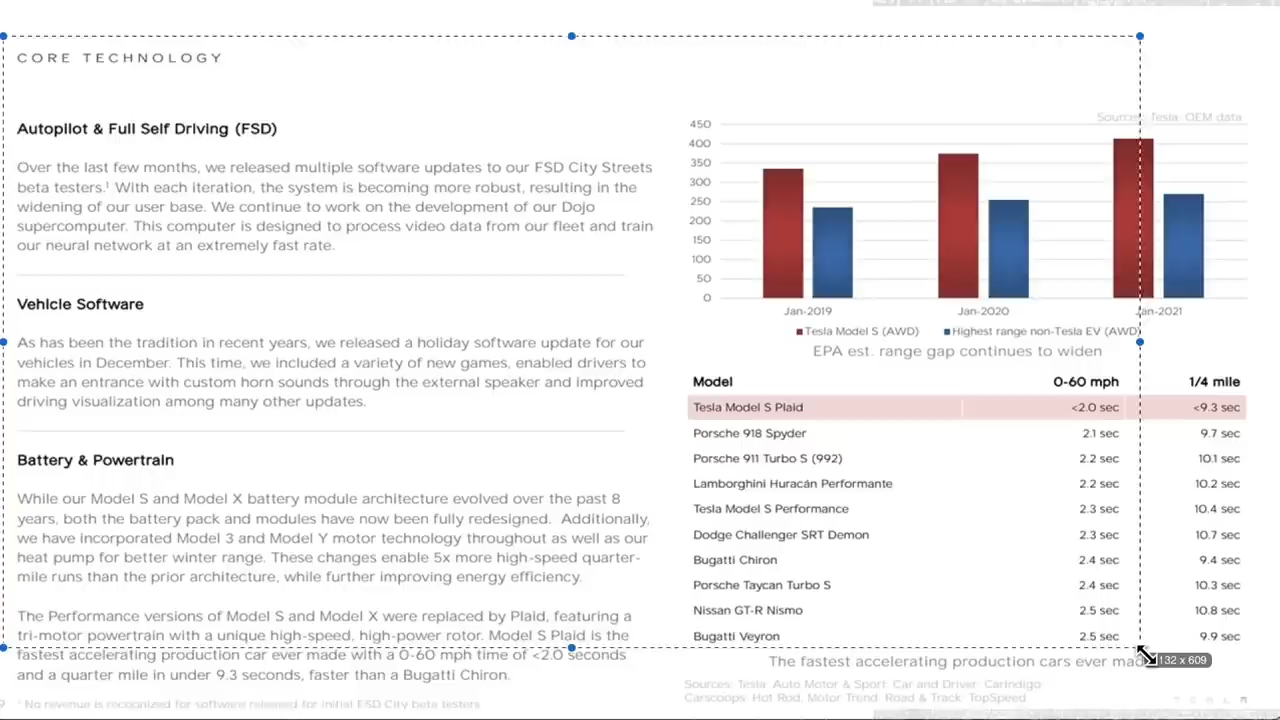 CORE TECHNOLOGY
Autopilot & Full Self Driving (FSD)
Over the last few months, we released multiple software updates to our FSD City Streets
beta testers.¹ With each iteration, the system is becoming more robust, resulting in the
widening of our user base. We continue to work on the development of our Dojo
supercomputer. This computer is designed to process video data from our fleet and train
our neural network at an extremely fast rate.
Vehicle Software
As has been the tradition in recent years, we released a holiday software update for our
vehicles in December. This time, we included a variety of new games, enabled drivers to
make an entrance with custom horn sounds through the external speaker and improved
driving visualization among many other updates.
Battery & Powertrain
While our Model S and Model X battery module architecture evolved over the past 8
years, both the battery pack and modules have now been fully redesigned. Additionally,
we have incorporated Model 3 and Model Y motor technology throughout as well as our
heat pump for better winter range. These changes enable 5x more high-speed quarter-
mile runs than the prior architecture, while further improving energy efficiency.
The Performance versions of Model S and Model X were replaced by Plaid, featuring a
tri-motor powertrain with a unique high-speed, high-power rotor. Model S Plaid is the
fastest accelerating production car ever made with a 0-60 mph time of <2.0 seconds
and a quarter mile in under 9.3 seconds, faster than a Bugatti Chiron.
9 ¹ No revenue is recognized for software released for initial FSD City beta testers
Sources: Tesla, OEM data
450
400
350
300
250
200
150
100
50
0
Jan-2019 Jan-2020 Jan-2021
Tesla Model S (AWD) Highest range non-Tesla EV (AWD)
EPA est. range gap continues to widen
Model 0-60 mph 1/4 mile
Tesla Model S Plaid <2.0 sec <9.3 sec
Porsche 918 Spyder 2.1 sec 9.7 sec
Porsche 911 Turbo S (992) 2.2 sec 10.1 sec
Lamborghini Huracán Performante 2.2 sec 10.2 sec
Tesla Model S Performance 2.3 sec 10.4 sec
Dodge Challenger SRT Demon 2.3 sec 10.7 sec
Bugatti Chiron 2.4 sec 9.4 sec
Porsche Taycan Turbo S 2.4 sec 10.3 sec
Nissan GT-R Nismo 2.5 sec 10.8 sec
Bugatti Veyron 2.5 sec 9.9 sec
The fastest accelerating production cars ever
132 x 609
Sources: Tesla, Auto Motor & Sport, Car and Driver, CarIndigo
Carscoops, Hot Rod, Motor Trend, Road & Track, TopSpeed
TESLA